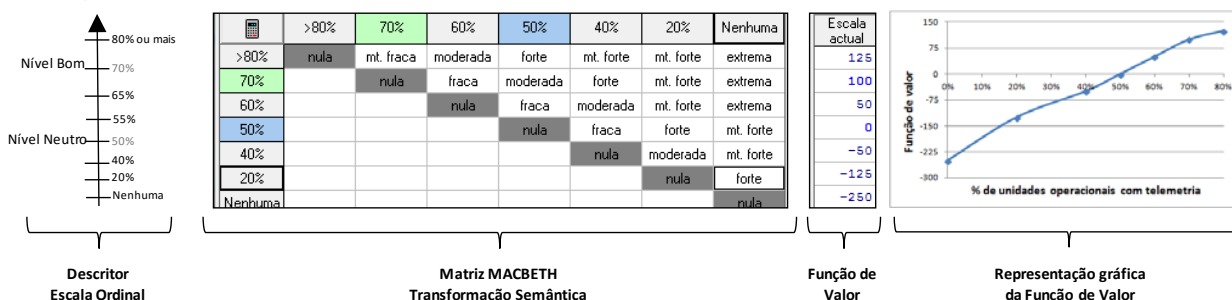 80% ou mais
Nível Bom
70%
65%
55%
Nível Neutro
50%
40%
20%
Nenhuma
>80% 70% 60% 50% 40% 20% Nenhuma
>80% nula mt. fraca moderada forte mt. forte mt. forte extrema
70% nula fraca moderada forte mt. forte extrema
60% nula fraca moderada mt. forte extrema
50% nula fraca forte mt. forte
40% nula moderada mt. forte
20% nula forte
Nenhuma nula
Escala
actual
125
100
50
0
-50
-125
-250
150
75
0
-75
-150
-225
-300
0% 10% 20% 30% 40% 50% 60% 70% 80%
Função de valor
% de unidades operacionais com telemetria
Descritor
Escala Ordinal
Matriz MACBETH
Transformação Semântica
Função de
Valor
Representação gráfica
da Função de Valor